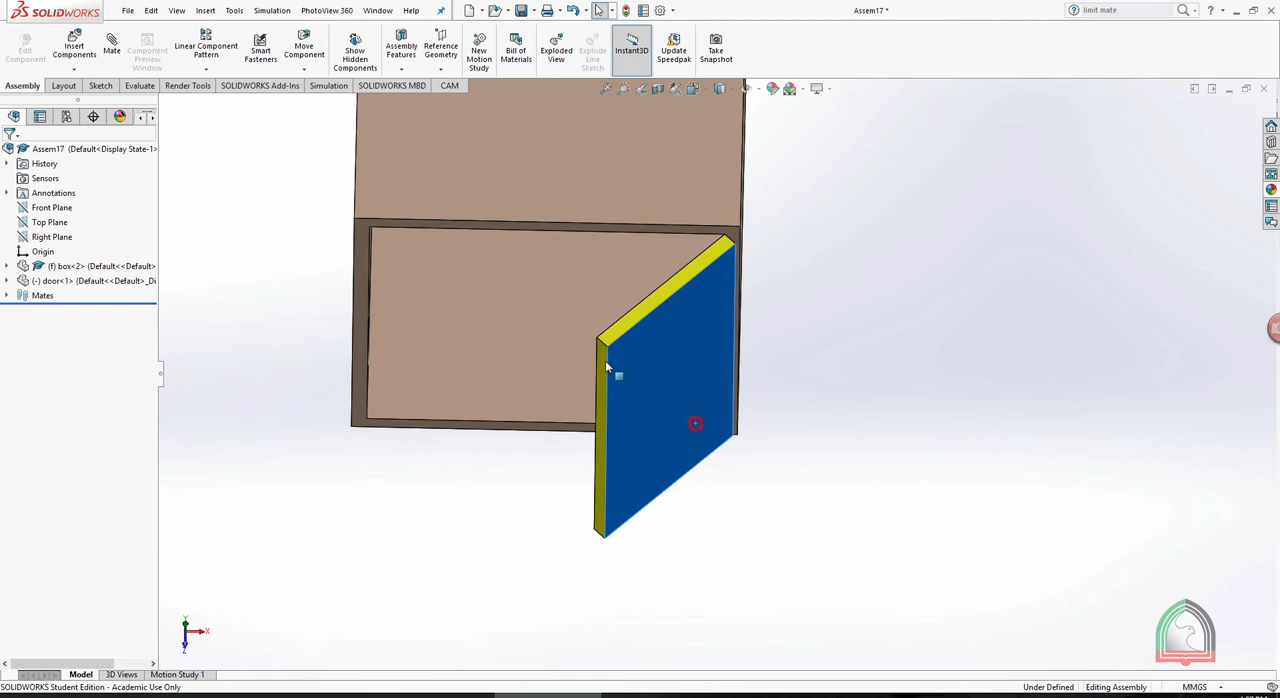 SOLIDWORKS File Edit View Insert Tools Simulation PhotoView 360 Window Help Assem17 * limit mate
Edit Component
Insert Components
Mate
Component Preview Window
Linear Component Pattern
Smart Fasteners
Move Component
Show Hidden Components
Assembly Features
Reference Geometry
New Motion Study
Bill of Materials
Exploded View
Explode Line Sketch
Instant3D
Update Speedpak
Take Snapshot
Assembly Layout Sketch Evaluate Render Tools SOLIDWORKS Add-Ins Simulation SOLIDWORKS MBD CAM
Assem17 (Default<Display State-1>
History
Sensors
Annotations
Front Plane
Top Plane
Right Plane
Origin
(f) box<2> (Default<<Default>
(-) door<1> (Default<<Default>_Di
Mates
Y
X
Z
Model 3D Views Motion Study 1
SOLIDWORKS Student Edition - Academic Use Only Under Defined Editing Assembly MMGS